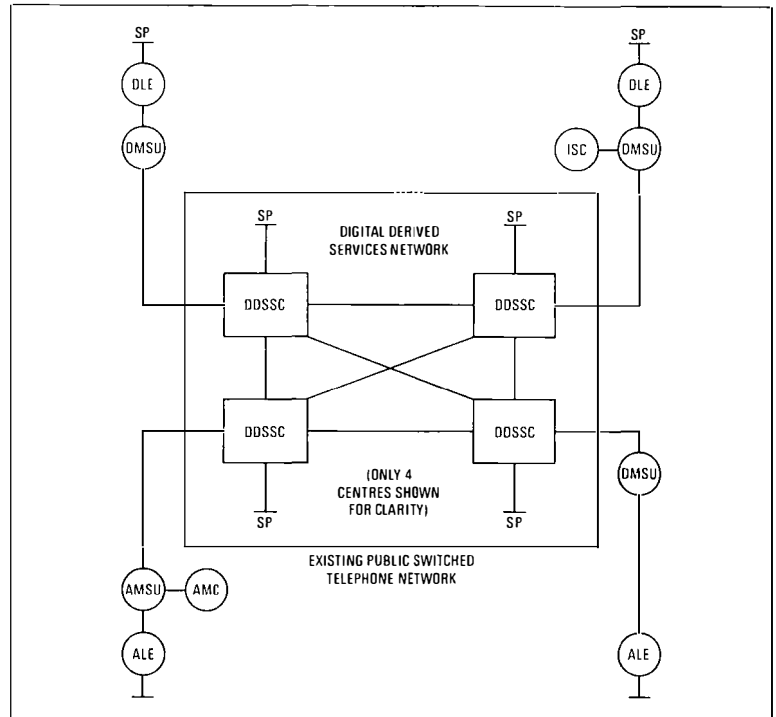 SP
SP
DLE
DLE
DMSU
ISC
DMSU
SP
DIGITAL DERIVED
SERVICES NETWORK
SP
DDSSC
DDSSC
DDSSC
DDSSC
DMSU
(ONLY 4
CENTRES SHOWN
FOR CLARITY)
SP
SP
EXISTING PUBLIC SWITCHED
TELEPHONE NETWORK
AMSU
AMC
ALE
ALE